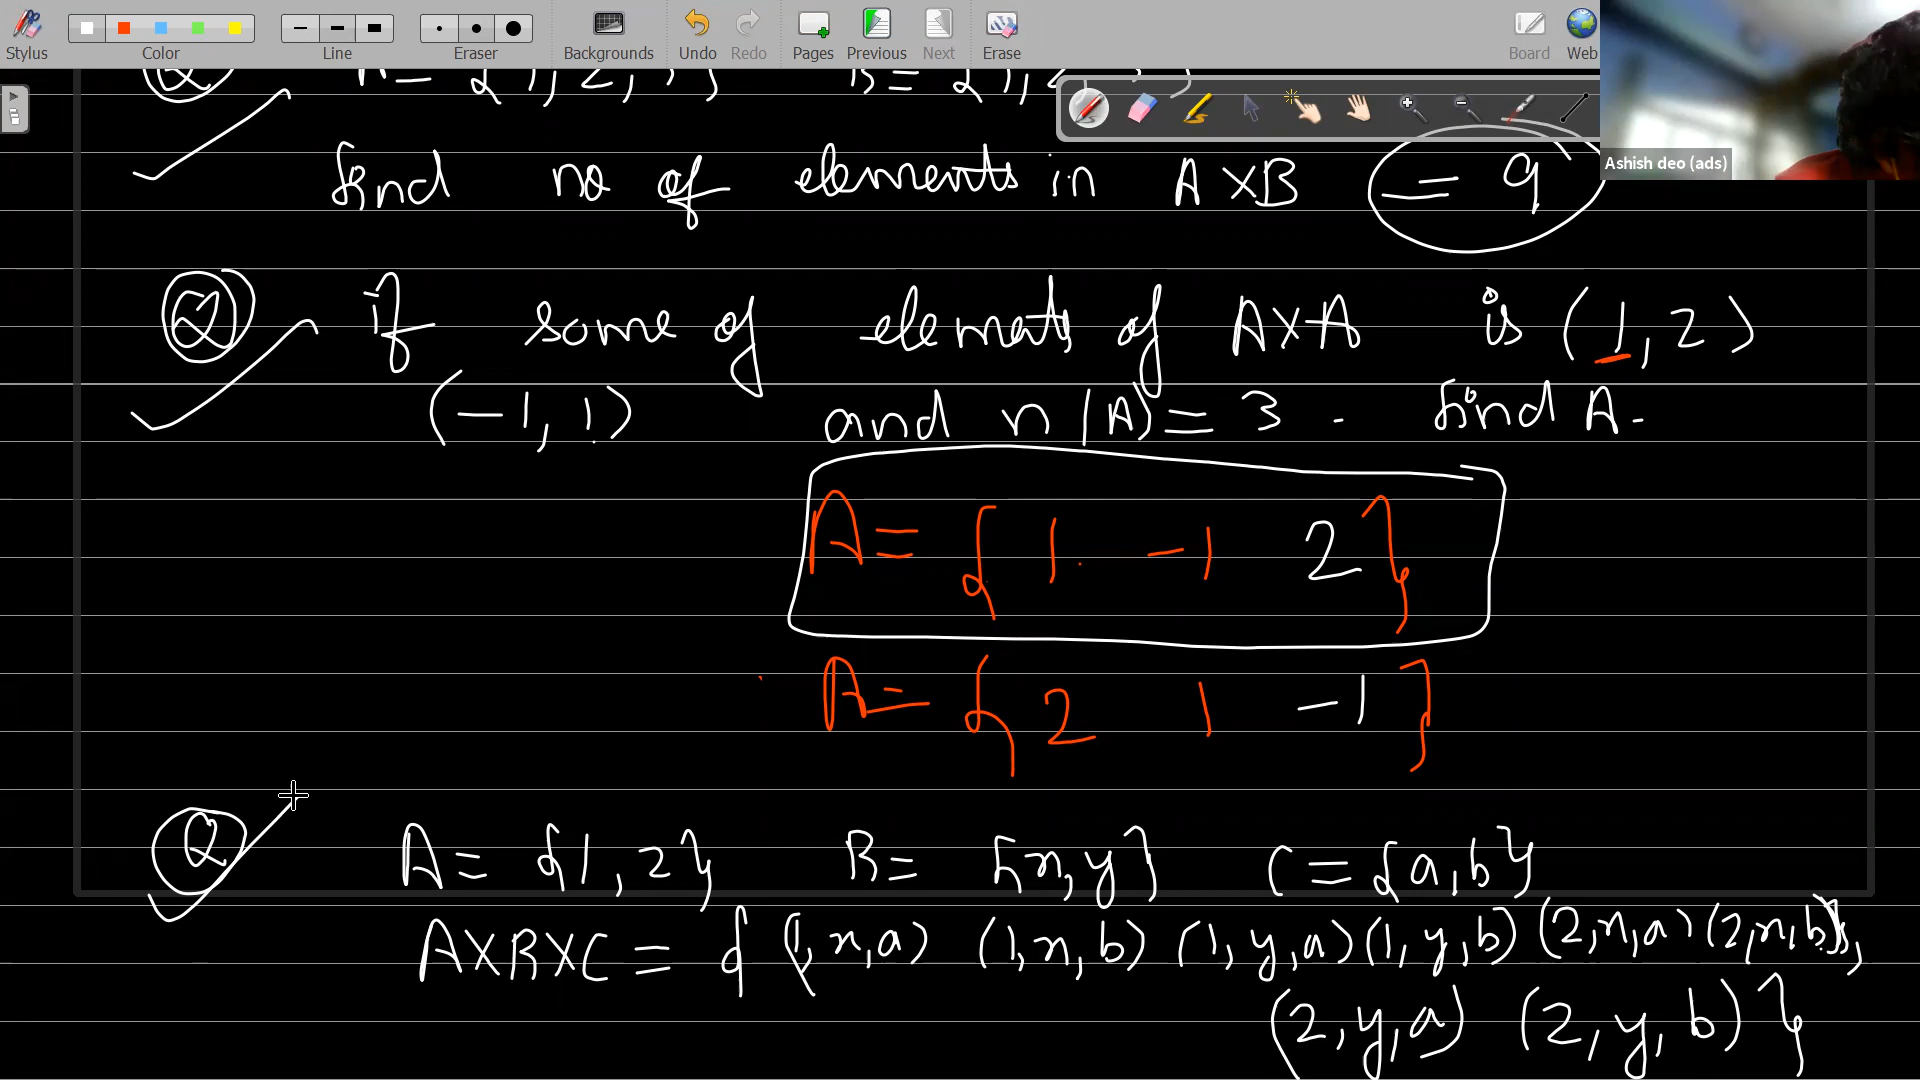 Stylus Color Line Eraser Backgrounds Undo Redo Pages Previous Next Erase Board Web
Ashish deo (ads)
find no of elements in A×B = 9
Q if some of elements of A×A is (1, 2)
(-1, 1) and n(A) = 3. find A.
A = { 1 -1 2 }
A = { 2 1 -1 }
Q A = {1, 2} B = {x, y} C = {a, b}
A×B×C = { (1, x, a) (1, x, b) (1, y, a) (1, y, b) (2, x, a) (2, x, b),
(2, y, a) (2, y, b) }